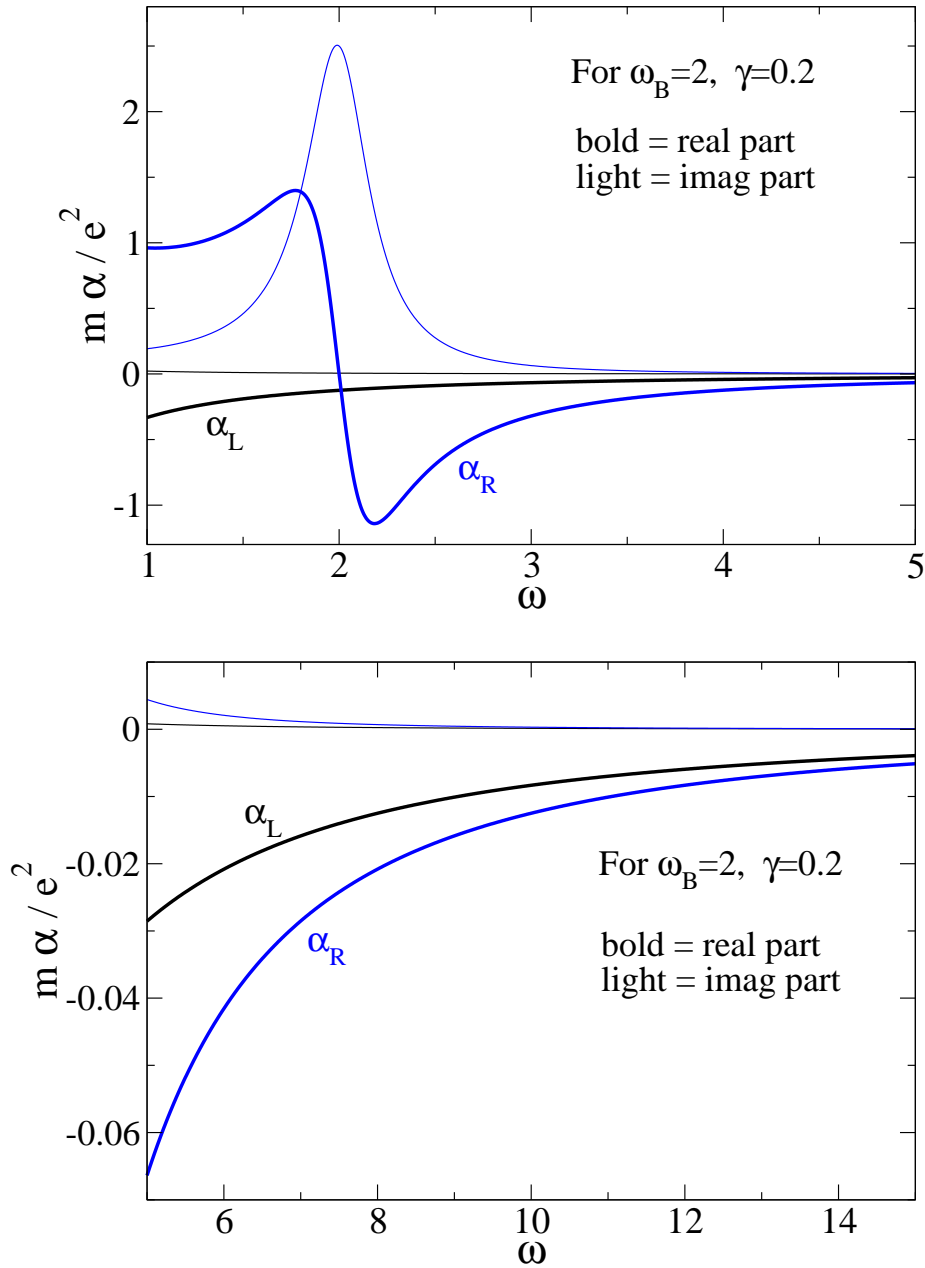 For ω_B=2, γ=0.2
bold = real part
light = imag part
m α / e^2
2
1
0
-1
α_L
α_R
1 2 3 4 5
ω
0
-0.02
-0.04
-0.06
m α / e^2
α_L
α_R
For ω_B=2, γ=0.2
bold = real part
light = imag part
6 8 10 12 14
ω